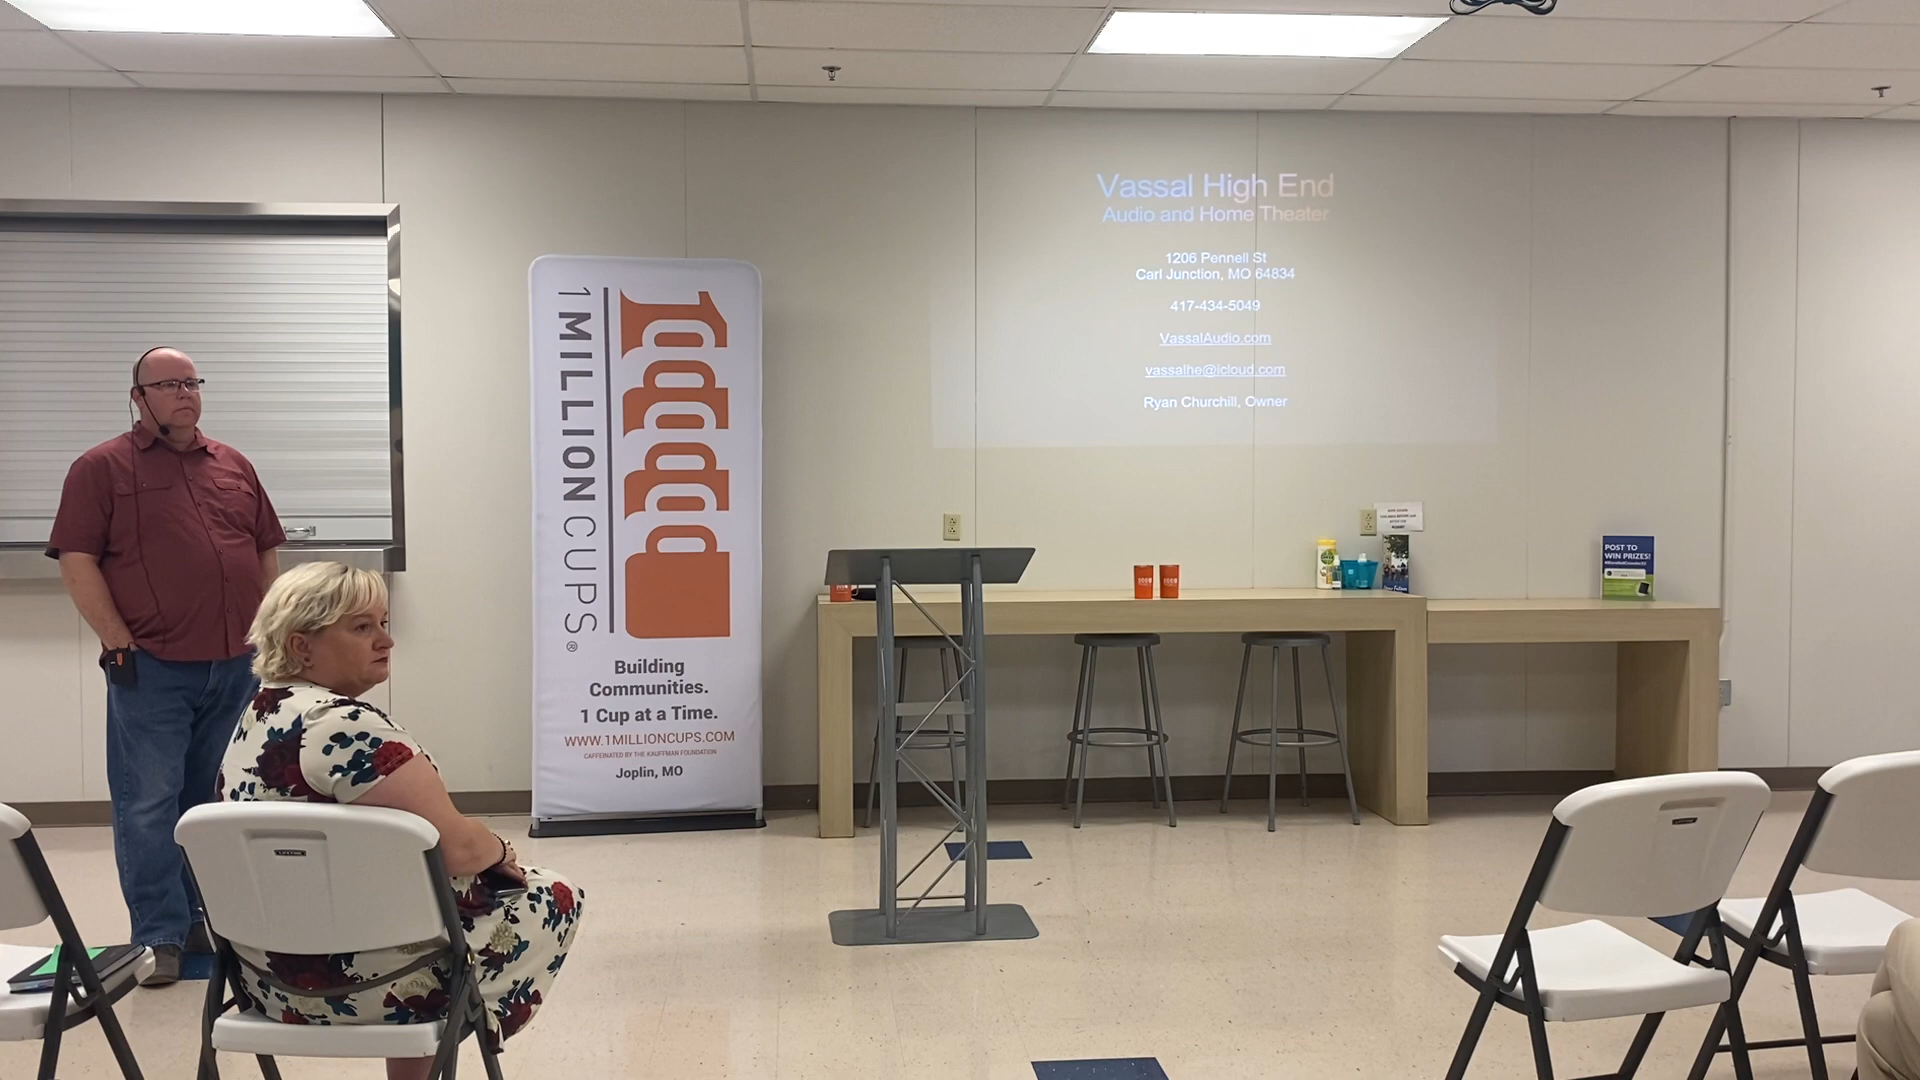 1 MILLION CUPS®
Building
Communities.
1 Cup at a Time.
WWW.1MILLIONCUPS.COM
CAFFEINATED BY THE KAUFFMAN FOUNDATION
Joplin, MO
Vassal High End
Audio and Home Theater
1206 Pennell St
Carl Junction, MO 64834
417-434-5049
VassalAudio.com
vassalhe@icloud.com
Ryan Churchill, Owner
POST TO
WIN PRIZES!
LIFETIME